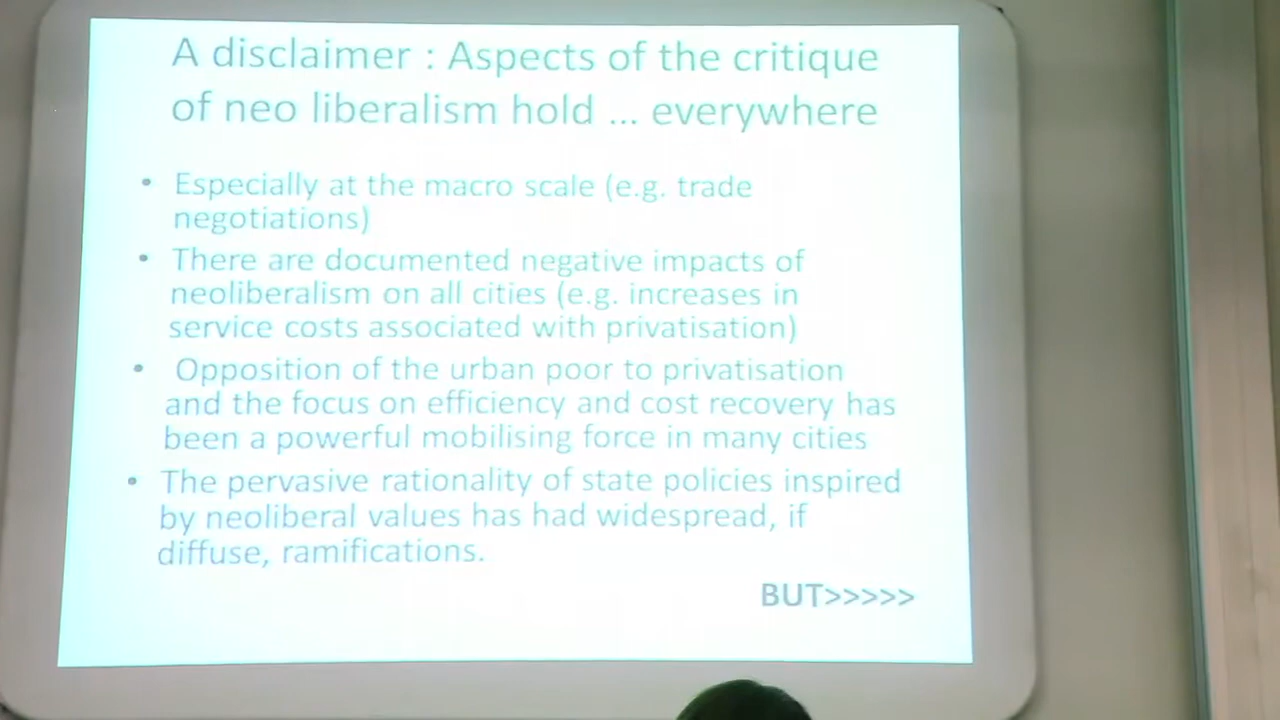 A disclaimer : Aspects of the critique
of neo liberalism hold ... everywhere
• Especially at the macro scale (e.g. trade
negotiations)
• There are documented negative impacts of
neoliberalism on all cities (e.g. increases in
service costs associated with privatisation)
• Opposition of the urban poor to privatisation
and the focus on efficiency and cost recovery has
been a powerful mobilising force in many cities
• The pervasive rationality of state policies inspired
by neoliberal values has had widespread, if
diffuse, ramifications.
BUT>>>>>